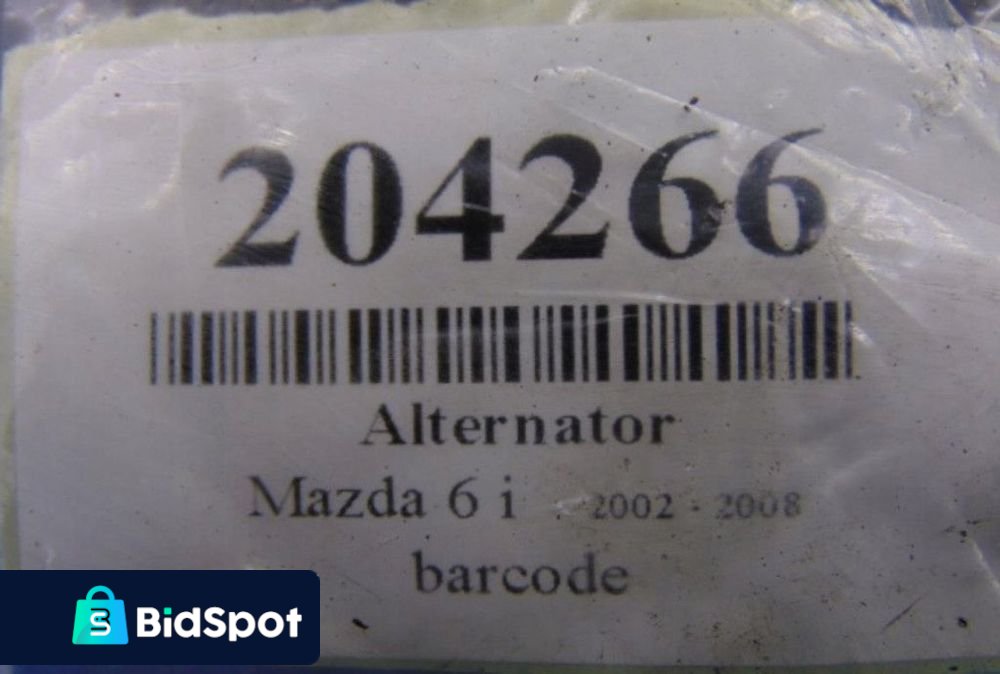 204266
Alternator
Mazda 6 i 2002 - 2008
barcode
BidSpot